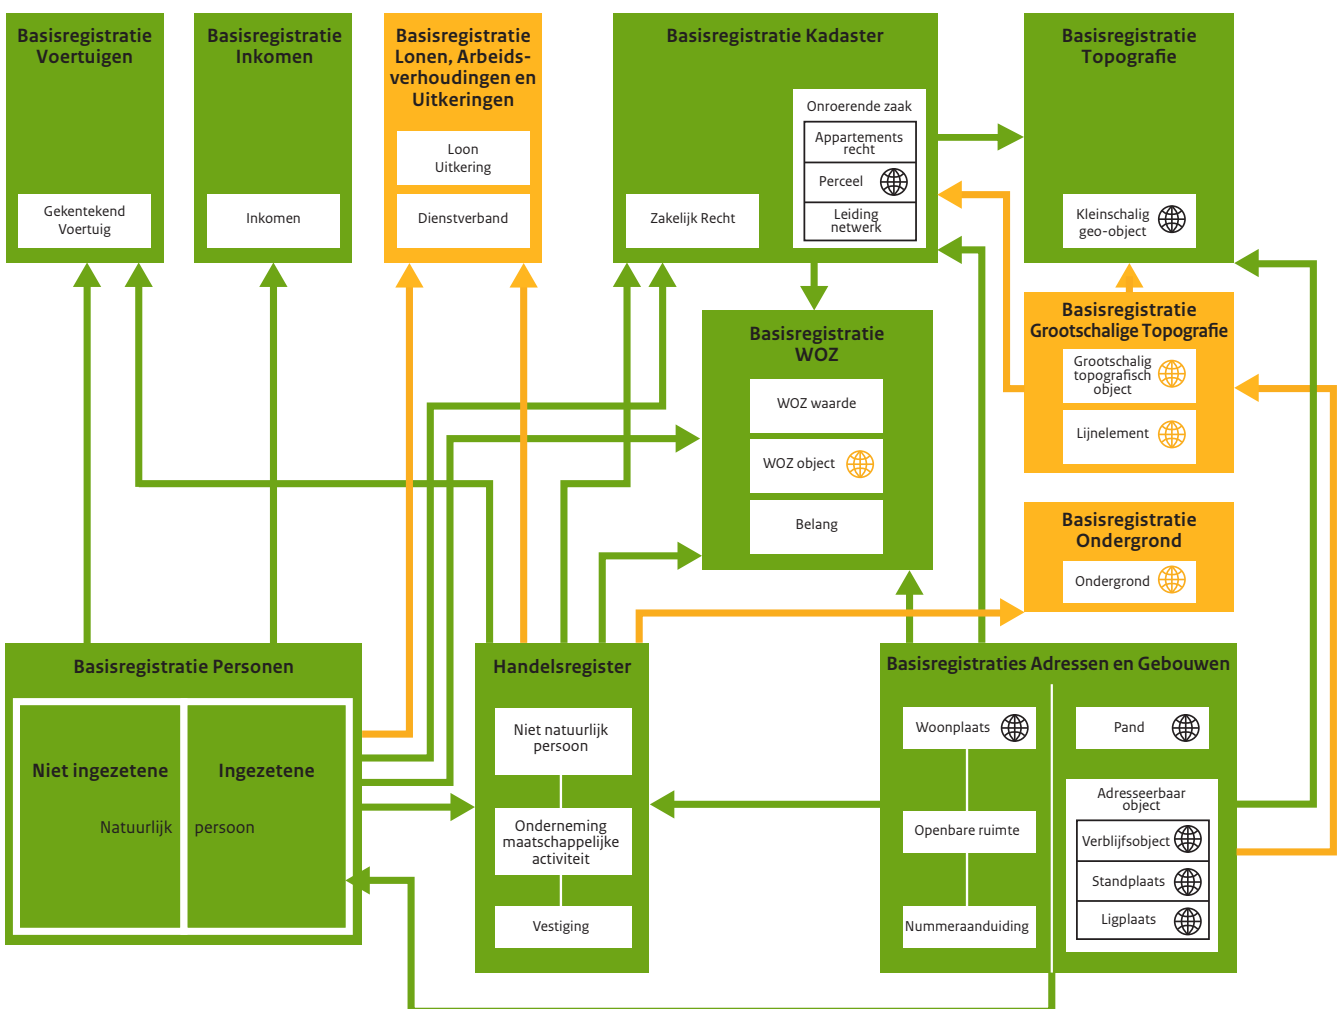 Basisregistratie
Voertuigen
Gekentekend
Voertuig
Basisregistratie
Inkomen
Inkomen
Basisregistratie
Lonen, Arbeids-
verhoudingen en
Uitkeringen
Loon
Uitkering
Dienstverband
Basisregistratie Kadaster
Onroerende zaak
Appartements
recht
Perceel
Leiding
netwerk
Zakelijk Recht
Basisregistratie
Topografie
Kleinschalig
geo-object
Basisregistratie
Grootschalige Topografie
Grootschalig
topografisch
object
Lijnelement
Basisregistratie
WOZ
WOZ waarde
WOZ object
Belang
Basisregistratie
Ondergrond
Ondergrond
Basisregistratie Personen
Niet ingezetene
Ingezetene
Natuurlijk
persoon
Handelsregister
Niet natuurlijk
persoon
Onderneming
maatschappelijke
activiteit
Vestiging
Basisregistraties Adressen en Gebouwen
Woonplaats
Openbare ruimte
Nummeraanduiding
Pand
Adresseerbaar
object
Verblijfsobject
Standplaats
Ligplaats